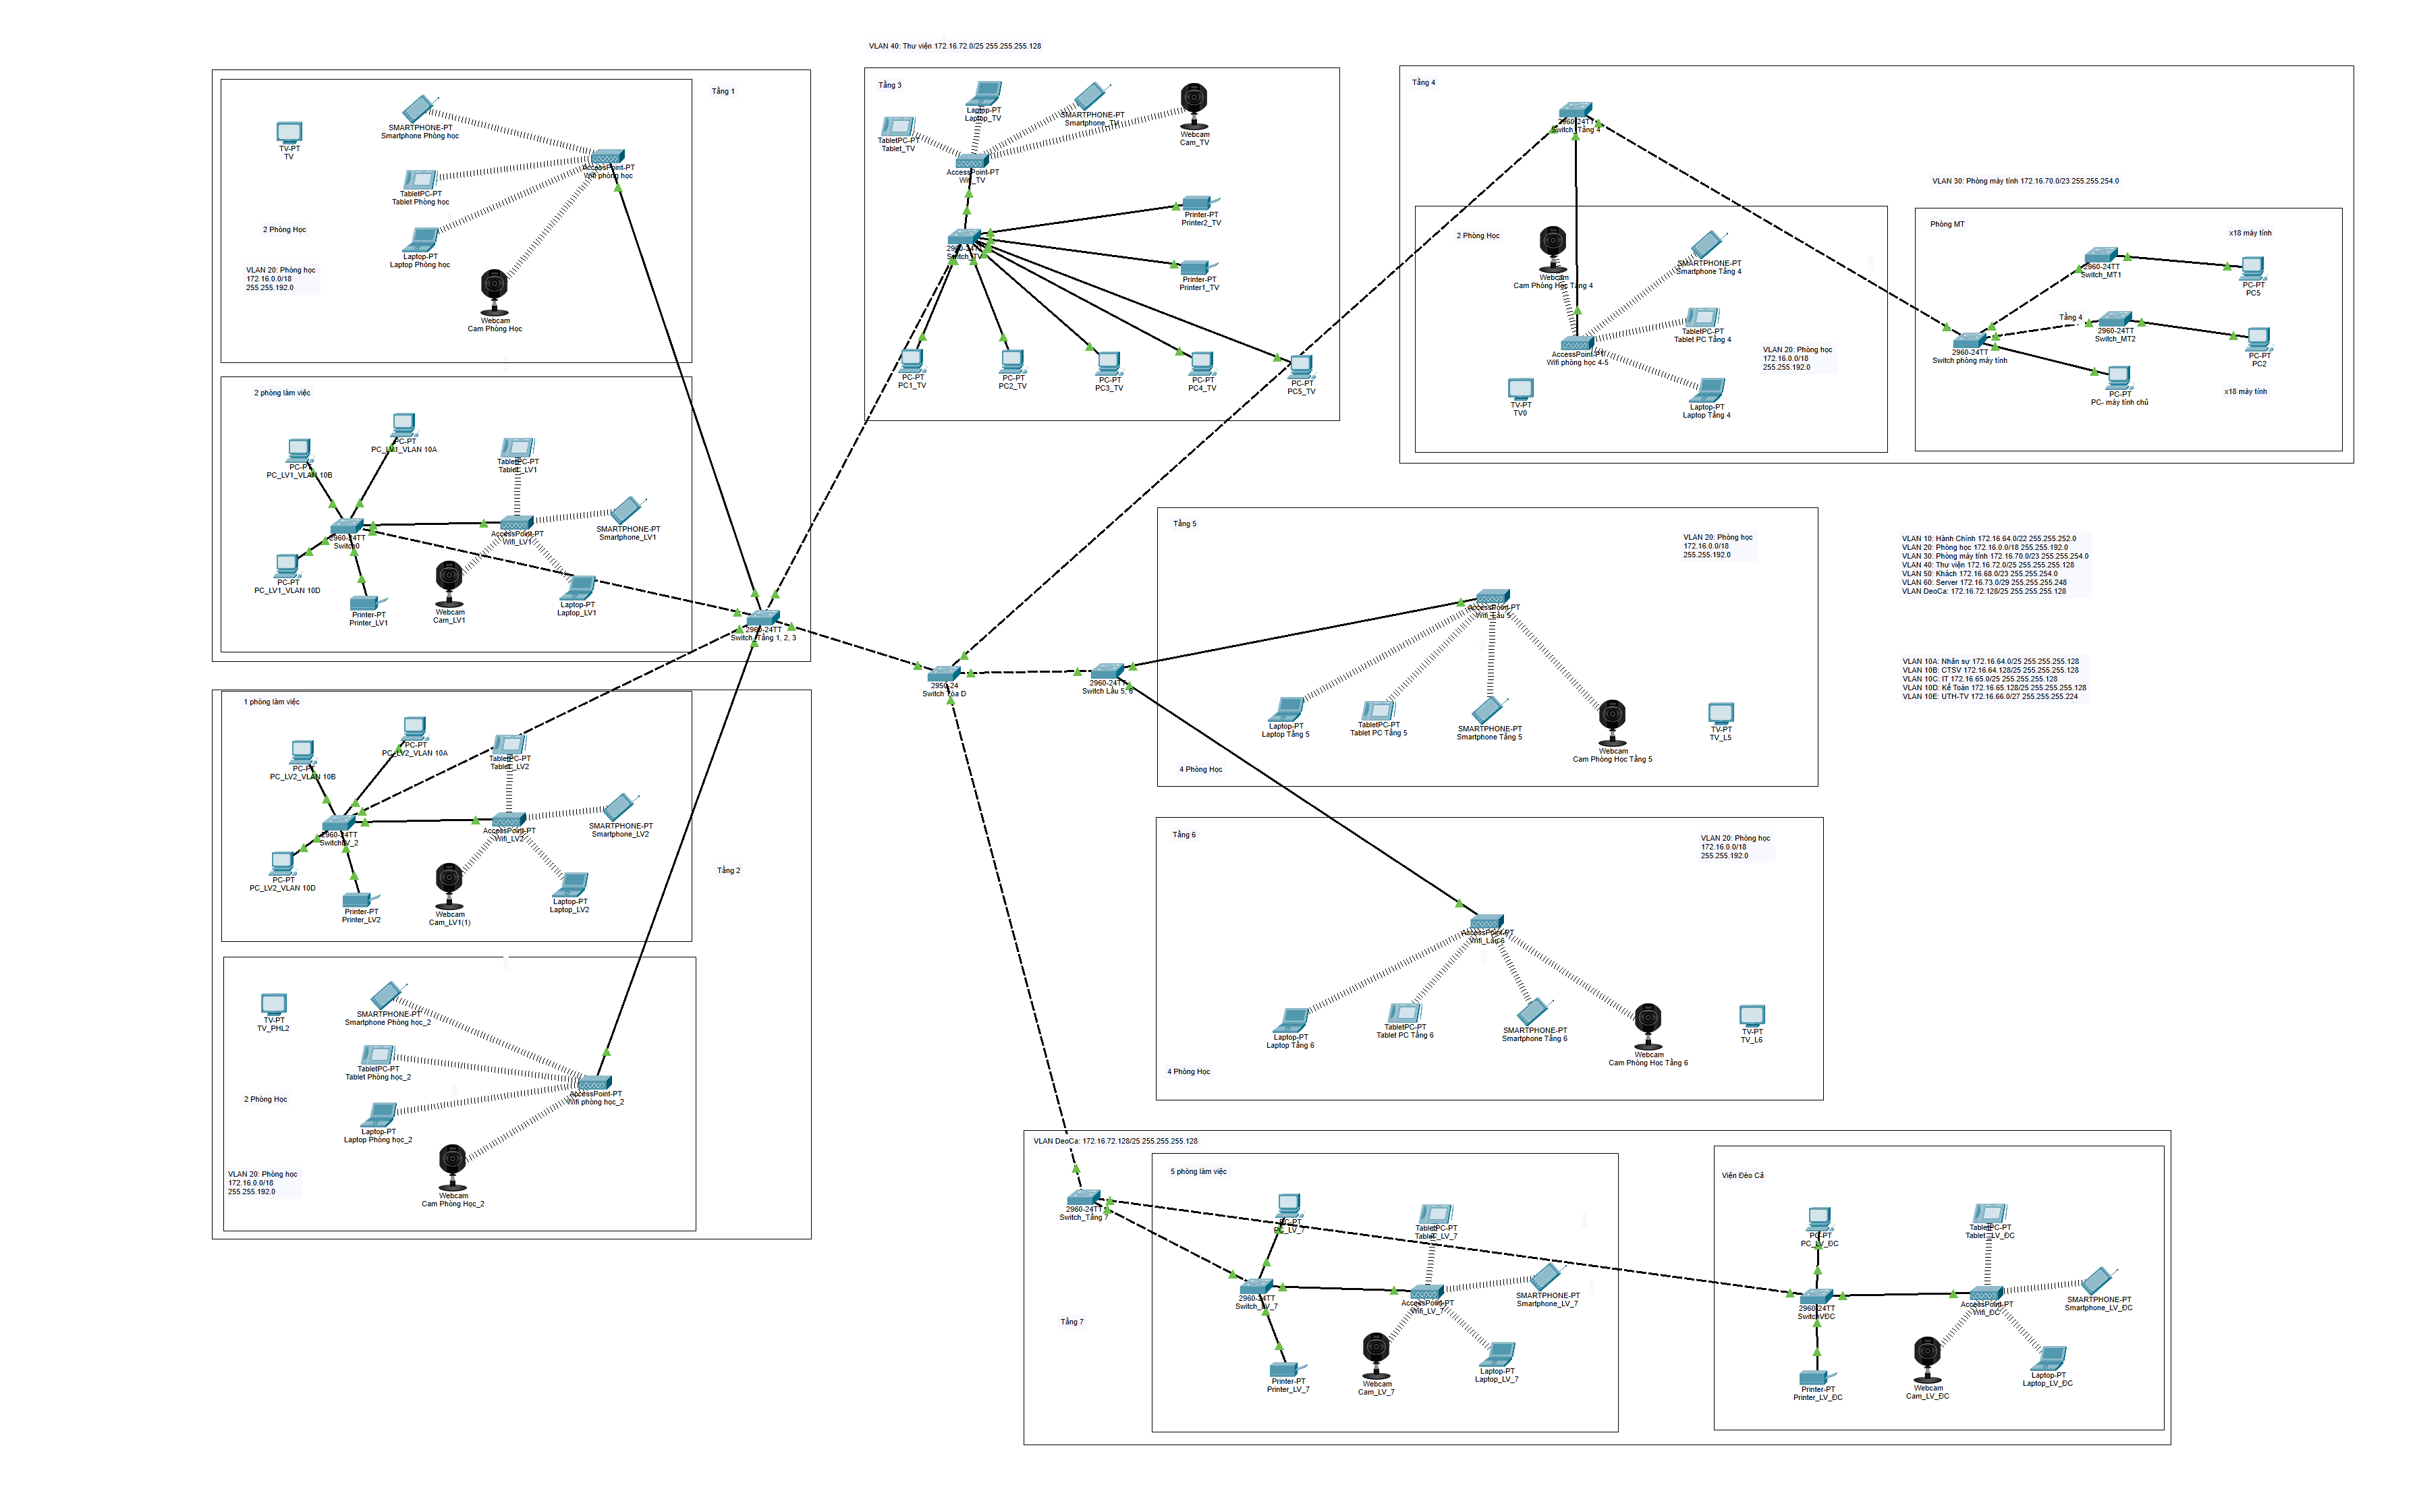 VLAN 40: Thư viện 172.16.72.0/25 255.255.255.128
Tầng 1
SMARTPHONE-PT
Smartphone Phòng học
TV-PT
TV
AccessPoint-PT
Wifi phòng học
TabletPC-PT
Tablet Phòng học
2 Phòng Học
Laptop-PT
Laptop Phòng học
VLAN 20: Phòng học
172.16.0.0/18
255.255.192.0
Webcam
Cam Phòng Học
2 phòng làm việc
PC-PT
PC_LV1_VLAN 10A
PC-PT
PC_LV1_VLAN 10B
TabletPC-PT
Tablet_LV1
SMARTPHONE-PT
Smartphone_LV1
2960-24TT
Switch0
AccessPoint-PT
Wifi_LV1
PC-PT
PC_LV1_VLAN 10D
Printer-PT
Printer_LV1
Webcam
Cam_LV1
Laptop-PT
Laptop_LV1
2960-24TT
Switch_Tầng 1, 2, 3
1 phòng làm việc
PC-PT
PC_LV2_VLAN 10A
PC-PT
PC_LV2_VLAN 10B
TabletPC-PT
Tablet_LV2
SMARTPHONE-PT
Smartphone_LV2
2960-24TT
SwitchLV_2
AccessPoint-PT
Wifi_LV2
PC-PT
PC_LV2_VLAN 10D
Printer-PT
Printer_LV2
Webcam
Cam_LV1(1)
Laptop-PT
Laptop_LV2
Tầng 2
TV-PT
TV_PHL2
SMARTPHONE-PT
Smartphone Phòng học_2
TabletPC-PT
Tablet Phòng học_2
AccessPoint-PT
Wifi phòng học_2
2 Phòng Học
Laptop-PT
Laptop Phòng học_2
VLAN 20: Phòng học
172.16.0.0/18
255.255.192.0
Webcam
Cam Phòng Học_2
Tầng 3
Laptop-PT
Laptop_TV
SMARTPHONE-PT
Smartphone_TV
TabletPC-PT
Tablet_TV
Webcam
Cam_TV
AccessPoint-PT
Wifi_TV
Printer-PT
Printer2_TV
2960-24TT
Switch_TV
Printer-PT
Printer1_TV
PC-PT
PC1_TV
PC-PT
PC2_TV
PC-PT
PC3_TV
PC-PT
PC4_TV
PC-PT
PC5_TV
Tầng 4
2960-24TT
Switch_Tầng 4
2 Phòng Học
Webcam
Cam Phòng Học Tầng 4
SMARTPHONE-PT
Smartphone Tầng 4
TabletPC-PT
Tablet PC Tầng 4
AccessPoint-PT
Wifi phòng học 4-5
VLAN 20: Phòng học
172.16.0.0/18
255.255.192.0
TV-PT
TV0
Laptop-PT
Laptop Tầng 4
VLAN 30: Phòng máy tính 172.16.70.0/23 255.255.254.0
Phòng MT
x18 máy tính
2960-24TT
Switch_MT1
PC-PT
PC5
Tầng 4
2960-24TT
Switch_MT2
2960-24TT
Switch phòng máy tính
PC-PT
PC2
PC-PT
PC- máy tính chủ
x18 máy tính
2950-24
Switch Tòa D
2960-24TT
Switch Lầu 5, 6
Tầng 5
VLAN 20: Phòng học
172.16.0.0/18
255.255.192.0
AccessPoint-PT
Wifi_Lầu 5
Laptop-PT
Laptop Tầng 5
TabletPC-PT
Tablet PC Tầng 5
SMARTPHONE-PT
Smartphone Tầng 5
Webcam
Cam Phòng Học Tầng 5
TV-PT
TV_L5
4 Phòng Học
VLAN 10: Hành Chính 172.16.64.0/22 255.255.252.0
VLAN 20: Phòng học 172.16.0.0/18 255.255.192.0
VLAN 30: Phòng máy tính 172.16.70.0/23 255.255.254.0
VLAN 40: Thư viện 172.16.72.0/25 255.255.255.128
VLAN 50: Khách 172.16.68.0/23 255.255.254.0
VLAN 60: Server 172.16.73.0/29 255.255.255.248
VLAN DeoCa: 172.16.72.128/25 255.255.255.128
VLAN 10A: Nhân sự 172.16.64.0/25 255.255.255.128
VLAN 10B: CTSV 172.16.64.128/25 255.255.255.128
VLAN 10C: IT 172.16.65.0/25 255.255.255.128
VLAN 10D: Kế Toán 172.16.65.128/25 255.255.255.128
VLAN 10E: UTH-TV 172.16.66.0/27 255.255.255.224
Tầng 6
VLAN 20: Phòng học
172.16.0.0/18
255.255.192.0
AccessPoint-PT
Wifi_Lầu 6
Laptop-PT
Laptop Tầng 6
TabletPC-PT
Tablet PC Tầng 6
SMARTPHONE-PT
Smartphone Tầng 6
Webcam
Cam Phòng Học Tầng 6
TV-PT
TV_L6
4 Phòng Học
VLAN DeoCa: 172.16.72.128/25 255.255.255.128
5 phòng làm việc
2960-24TT
Switch_Tầng 7
PC-PT
PC_LV_7
TabletPC-PT
Tablet_LV_7
2960-24TT
Switch_LV_7
AccessPoint-PT
Wifi_LV_7
SMARTPHONE-PT
Smartphone_LV_7
Tầng 7
Printer-PT
Printer_LV_7
Webcam
Cam_LV_7
Laptop-PT
Laptop_LV_7
Viện Đèo Cả
PC-PT
PC_LV_ĐC
TabletPC-PT
Tablet_LV_ĐC
2960-24TT
SwitchVĐC
AccessPoint-PT
Wifi_ĐC
SMARTPHONE-PT
Smartphone_LV_ĐC
Printer-PT
Printer_LV_ĐC
Webcam
Cam_LV_ĐC
Laptop-PT
Laptop_LV_ĐC